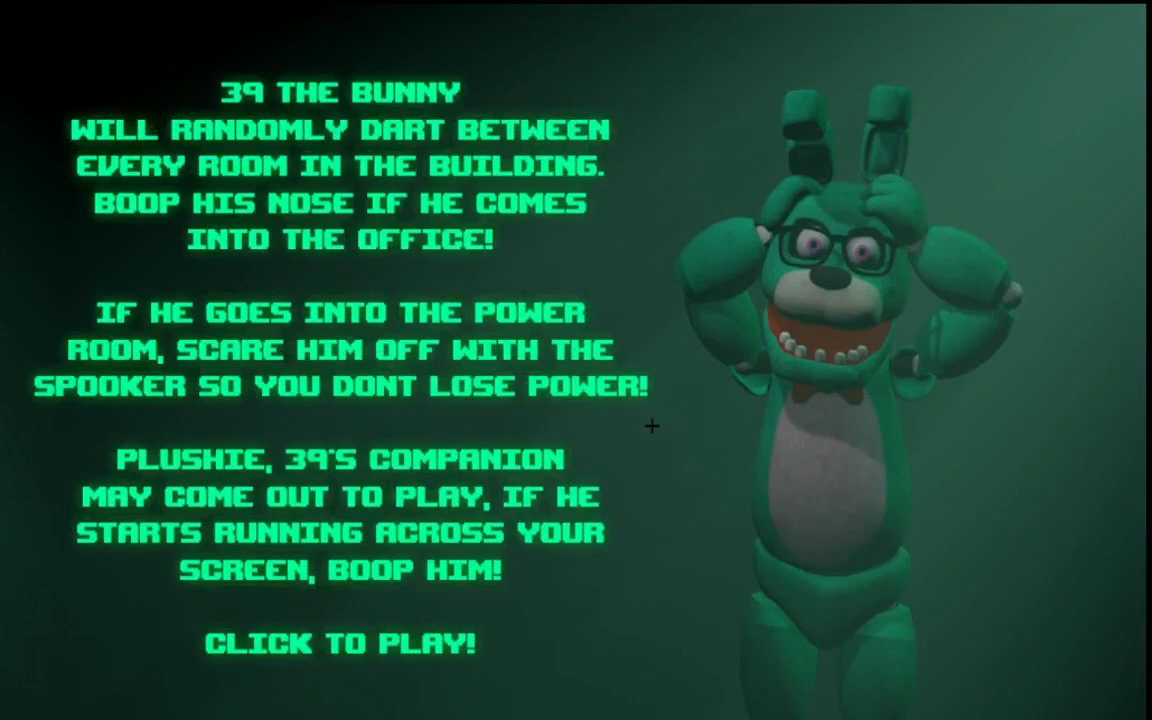 39 THE BUNNY
WILL RANDOMLY DART BETWEEN
EVERY ROOM IN THE BUILDING.
BOOP HIS NOSE IF HE COMES
INTO THE OFFICE!
IF HE GOES INTO THE POWER
ROOM, SCARE HIM OFF WITH THE
SPOOKER SO YOU DONT LOSE POWER!
PLUSHIE, 39'S COMPANION
MAY COME OUT TO PLAY, IF HE
STARTS RUNNING ACROSS YOUR
SCREEN, BOOP HIM!
CLICK TO PLAY!